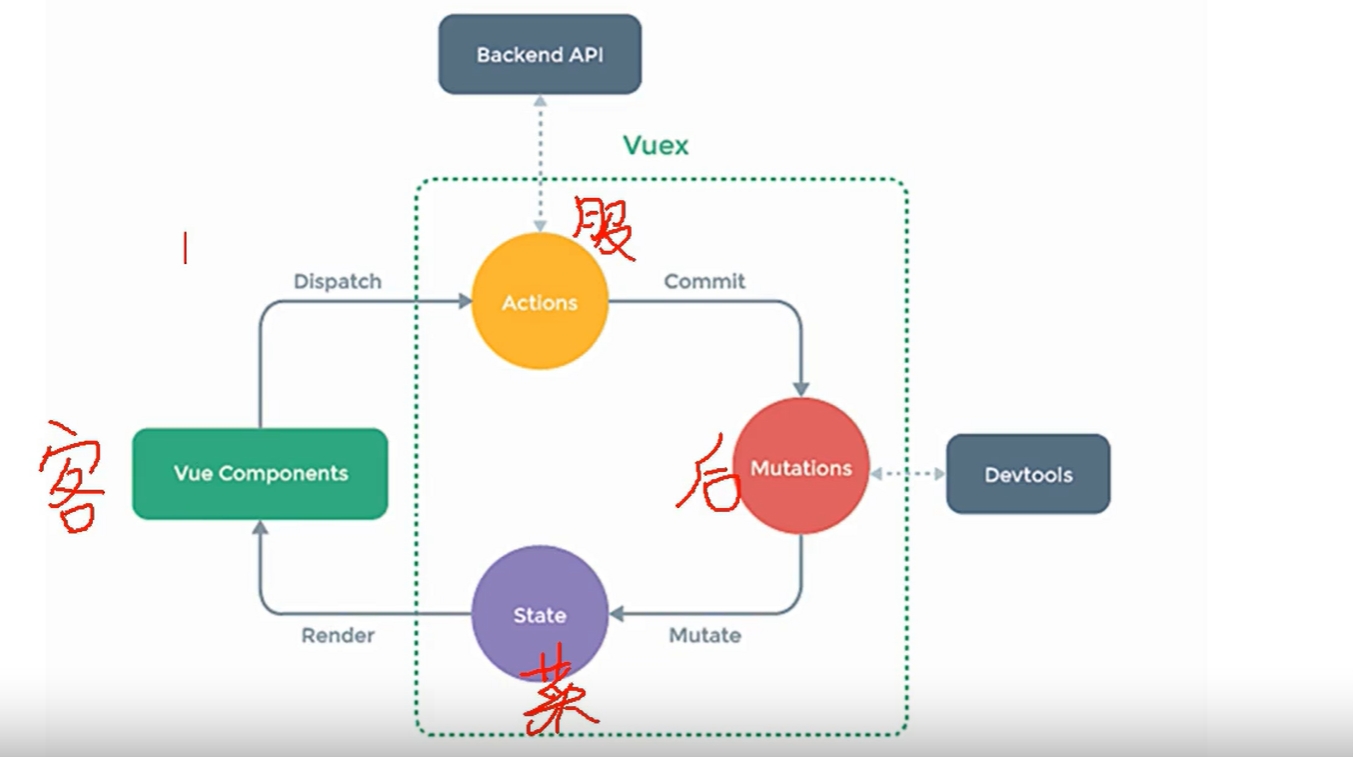 Backend API
Vuex
服
Dispatch
Commit
Actions
客
Vue Components
后
Mutations
Devtools
State
Render
Mutate
菜